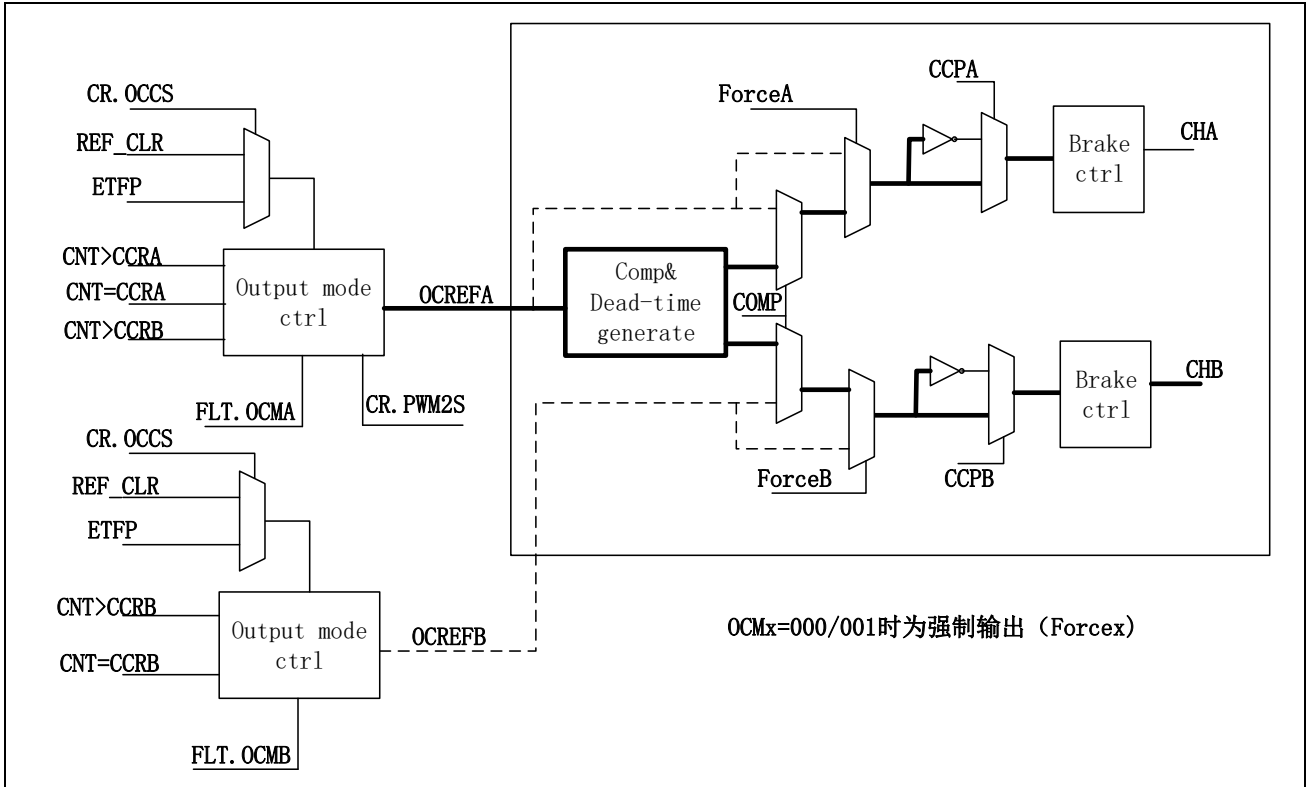 CR.OCCS
REF_CLR
ETFP
CNT>CCRA
CNT=CCRA
CNT>CCRB
Output mode
ctrl
FLT.OCMA
CR.PWM2S
OCREFA
Comp&
Dead-time
generate
COMP
ForceA
CCPA
Brake
ctrl
CHA
ForceB
CCPB
Brake
ctrl
CHB
CR.OCCS
REF_CLR
ETFP
CNT>CCRB
CNT=CCRB
Output mode
ctrl
OCREFB
FLT.OCMB
OCMx=000/001时为强制输出（Forcex）